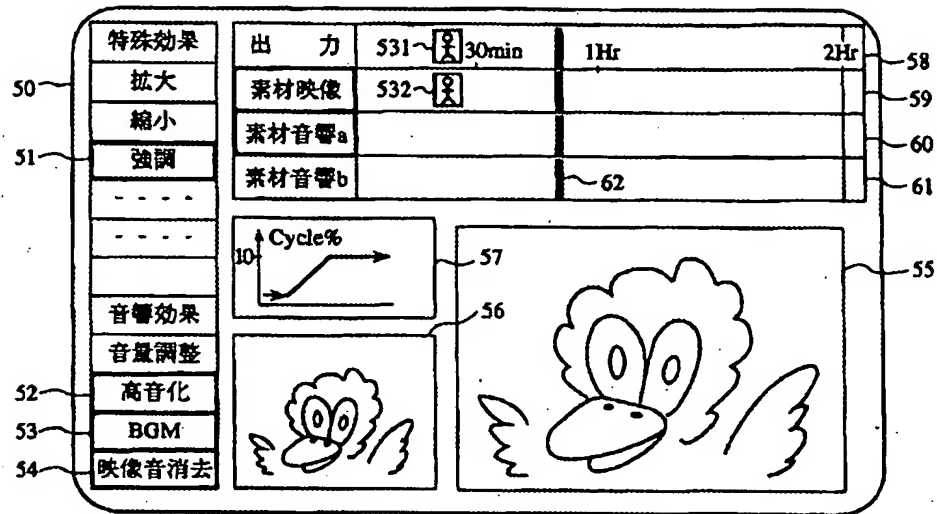 特殊効果
拡大
縮小
強調
- - - -
- - - -
音響効果
音量調整
高音化
BGM
映像音消去
50
51
52
53
54
出 力
531
30min
1Hr
2Hr
58
素材映像
532
59
素材音響a
60
素材音響b
62
61
Cycle%
10
57
56
55